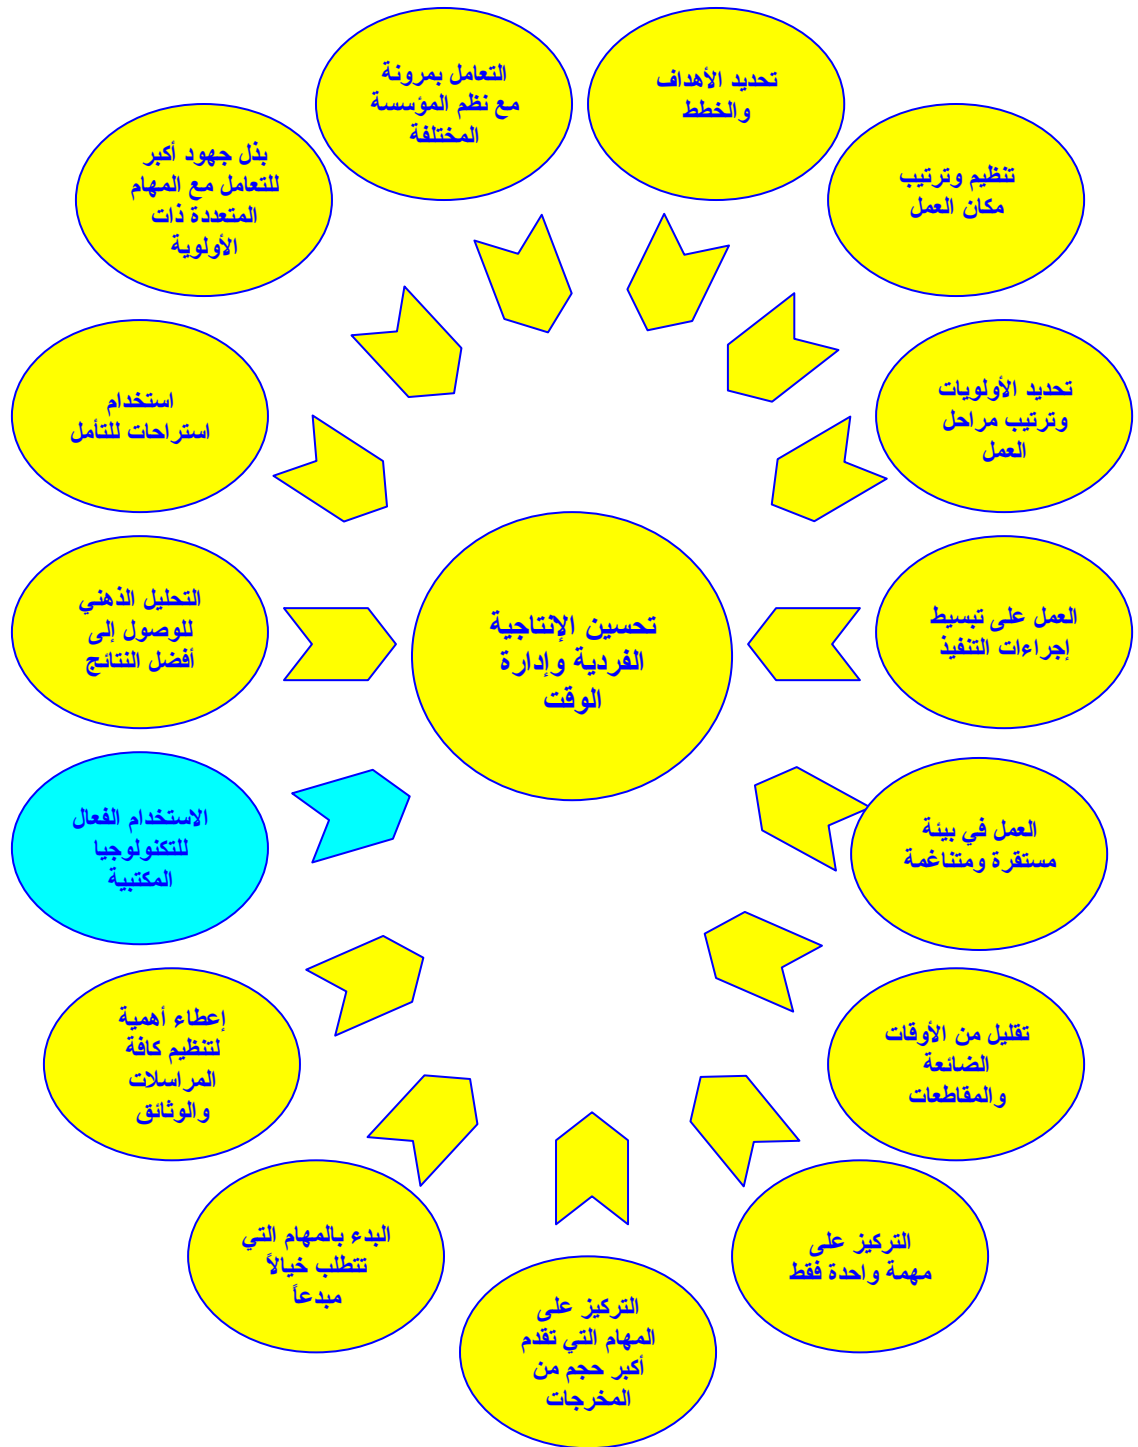 تحديد الأهداف
والخطط
تنظيم وترتيب
مكان العمل
تحديد الأولويات
وترتيب مراحل
العمل
العمل على تبسيط
إجراءات التنفيذ
العمل في بيئة
مستقرة ومتناغمة
تقليل من الأوقات
الضائعة
والمقاطعات
التركيز على
مهمة واحدة فقط
التركيز على
المهام التي تقدم
أكبر حجم من
المخرجات
البدء بالمهام التي
تتطلب خيالاً
مبدعاً
إعطاء أهمية
لتنظيم كافة
المراسلات
والوثائق
الاستخدام الفعال
للتكنولوجيا
المكتبية
التحليل الذهني
للوصول إلى
أفضل النتائج
استخدام
استراحات للتأمل
بذل جهود أكبر
للتعامل مع المهام
المتعددة ذات
الأولوية
التعامل بمرونة
مع نظم المؤسسة
المختلفة
تحسين الإنتاجية
الفردية وإدارة
الوقت